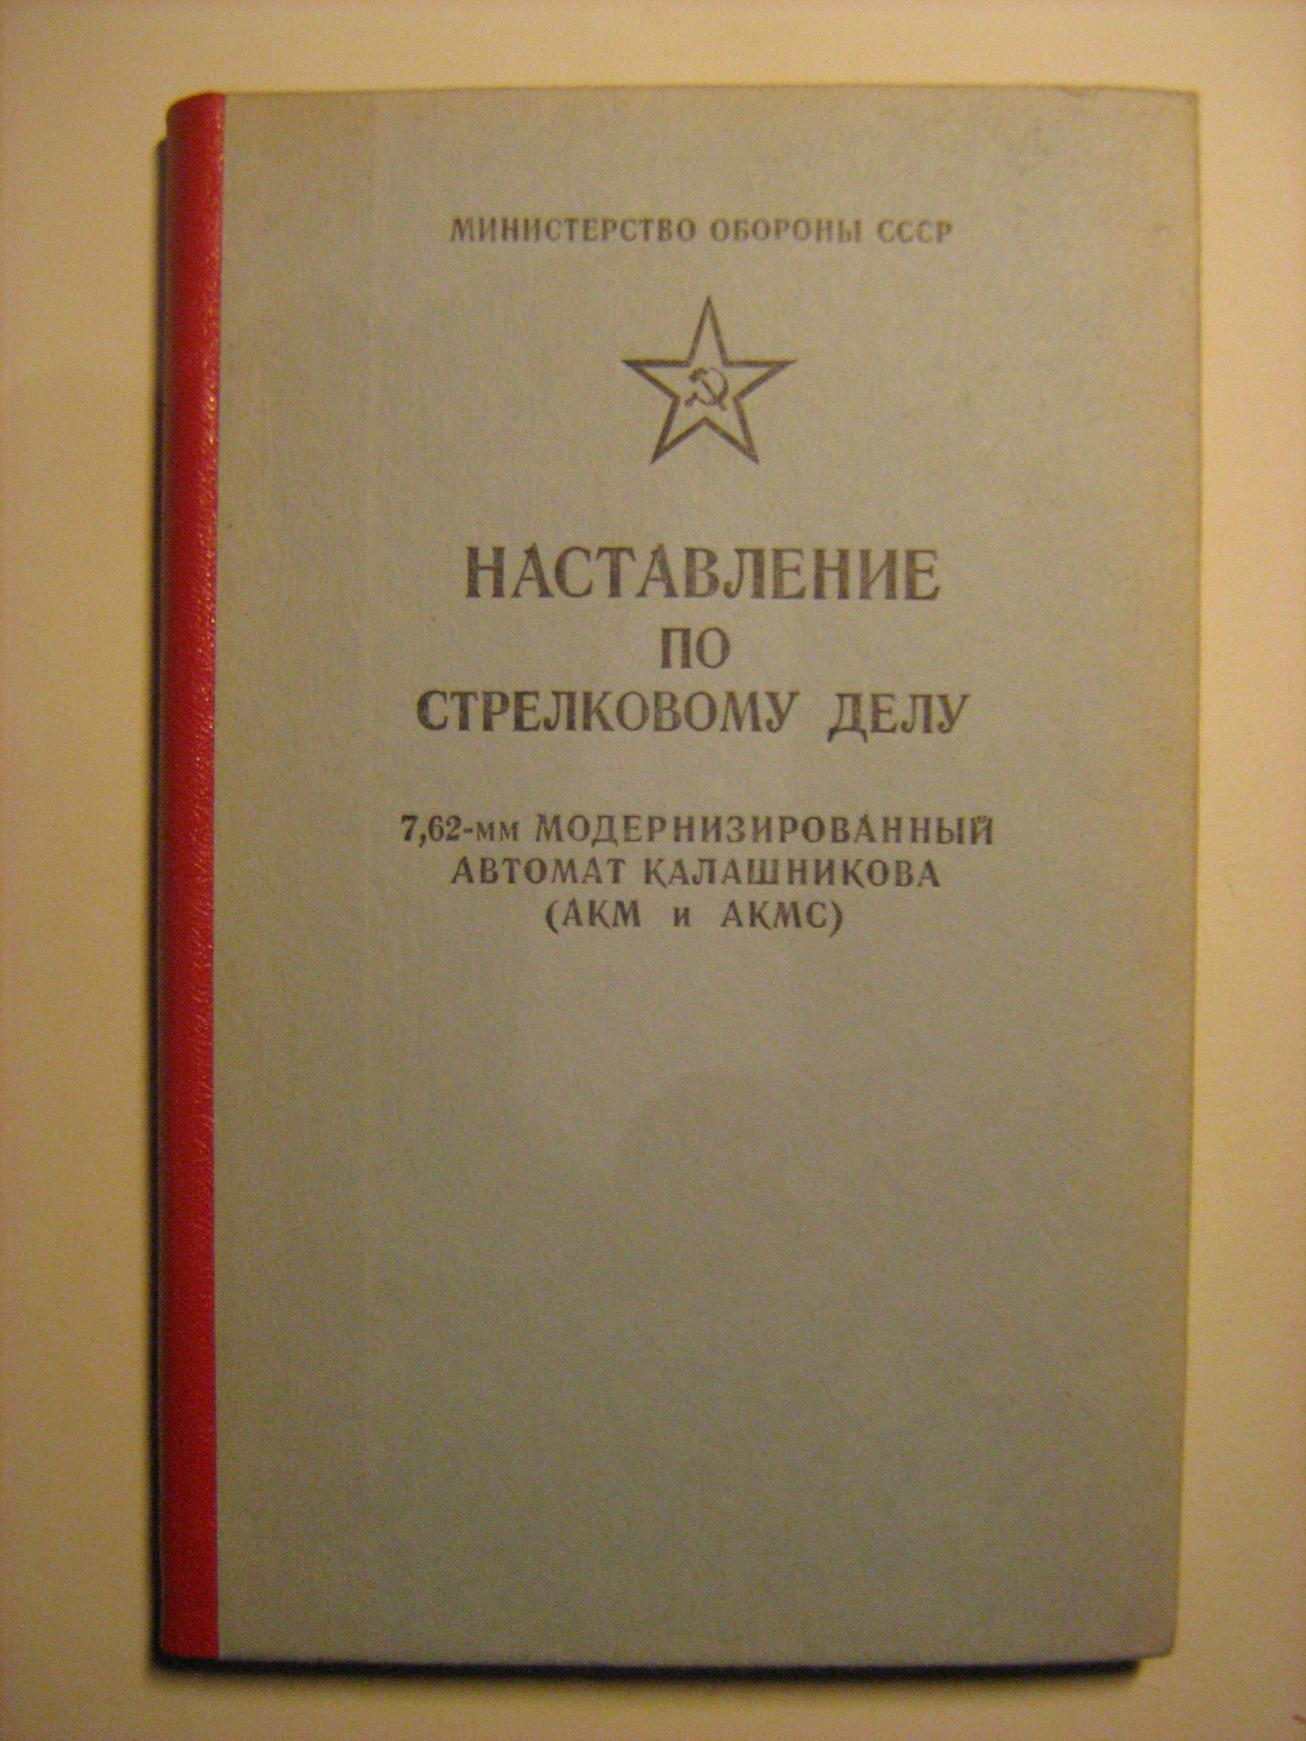 МИНИСТЕРСТВО ОБОРОНЫ СССР
НАСТАВЛЕНИЕ
ПО
СТРЕЛКОВОМУ ДЕЛУ
7,62-мм МОДЕРНИЗИРОВАННЫЙ
АВТОМАТ КАЛАШНИКОВА
(АКМ и АКМС)